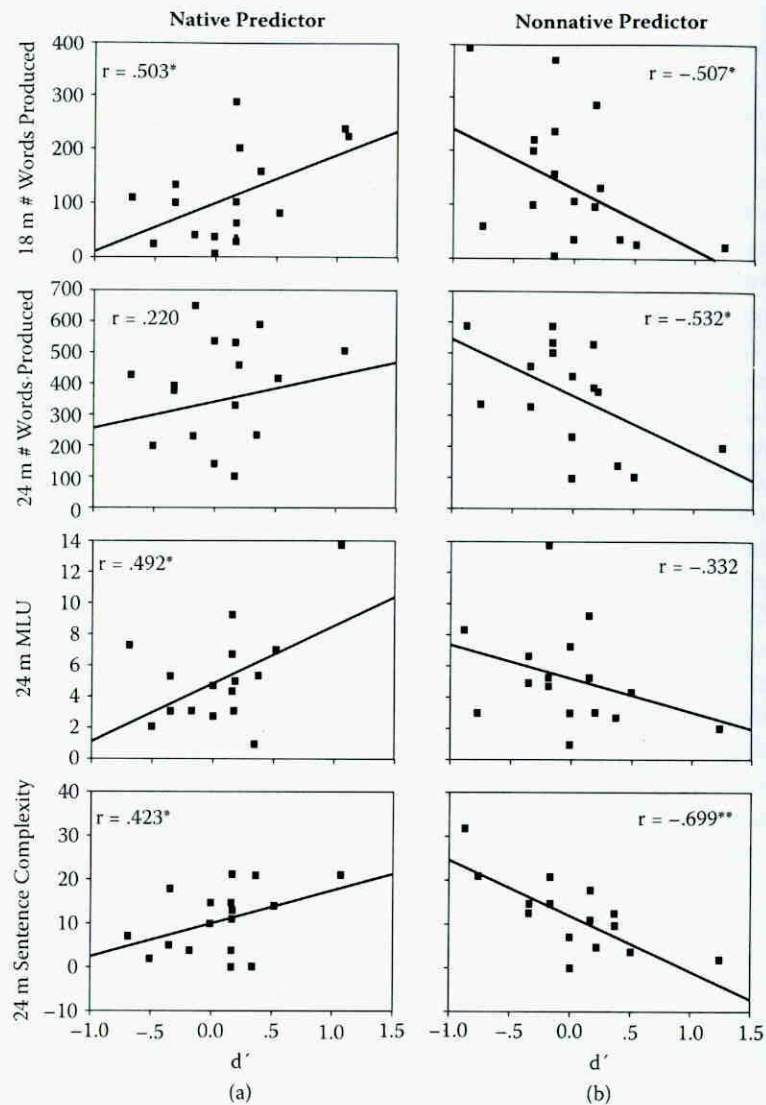 Native Predictor
Nonnative Predictor
18 m # Words Produced
400
300
200
100
0
r = .503*
r = −.507*
24 m # Words·Produced
700
600
500
400
300
200
100
0
r = .220
r = −.532*
24 m MLU
14
12
10
8
6
4
2
0
r = .492*
r = −.332
24 m Sentence Complexity
40
30
20
10
0
−10
r = .423*
r = −.699**
−1.0 −.5 0.0 .5 1.0 1.5
−1.0 −.5 0.0 .5 1.0 1.5
d′
d′
(a)
(b)